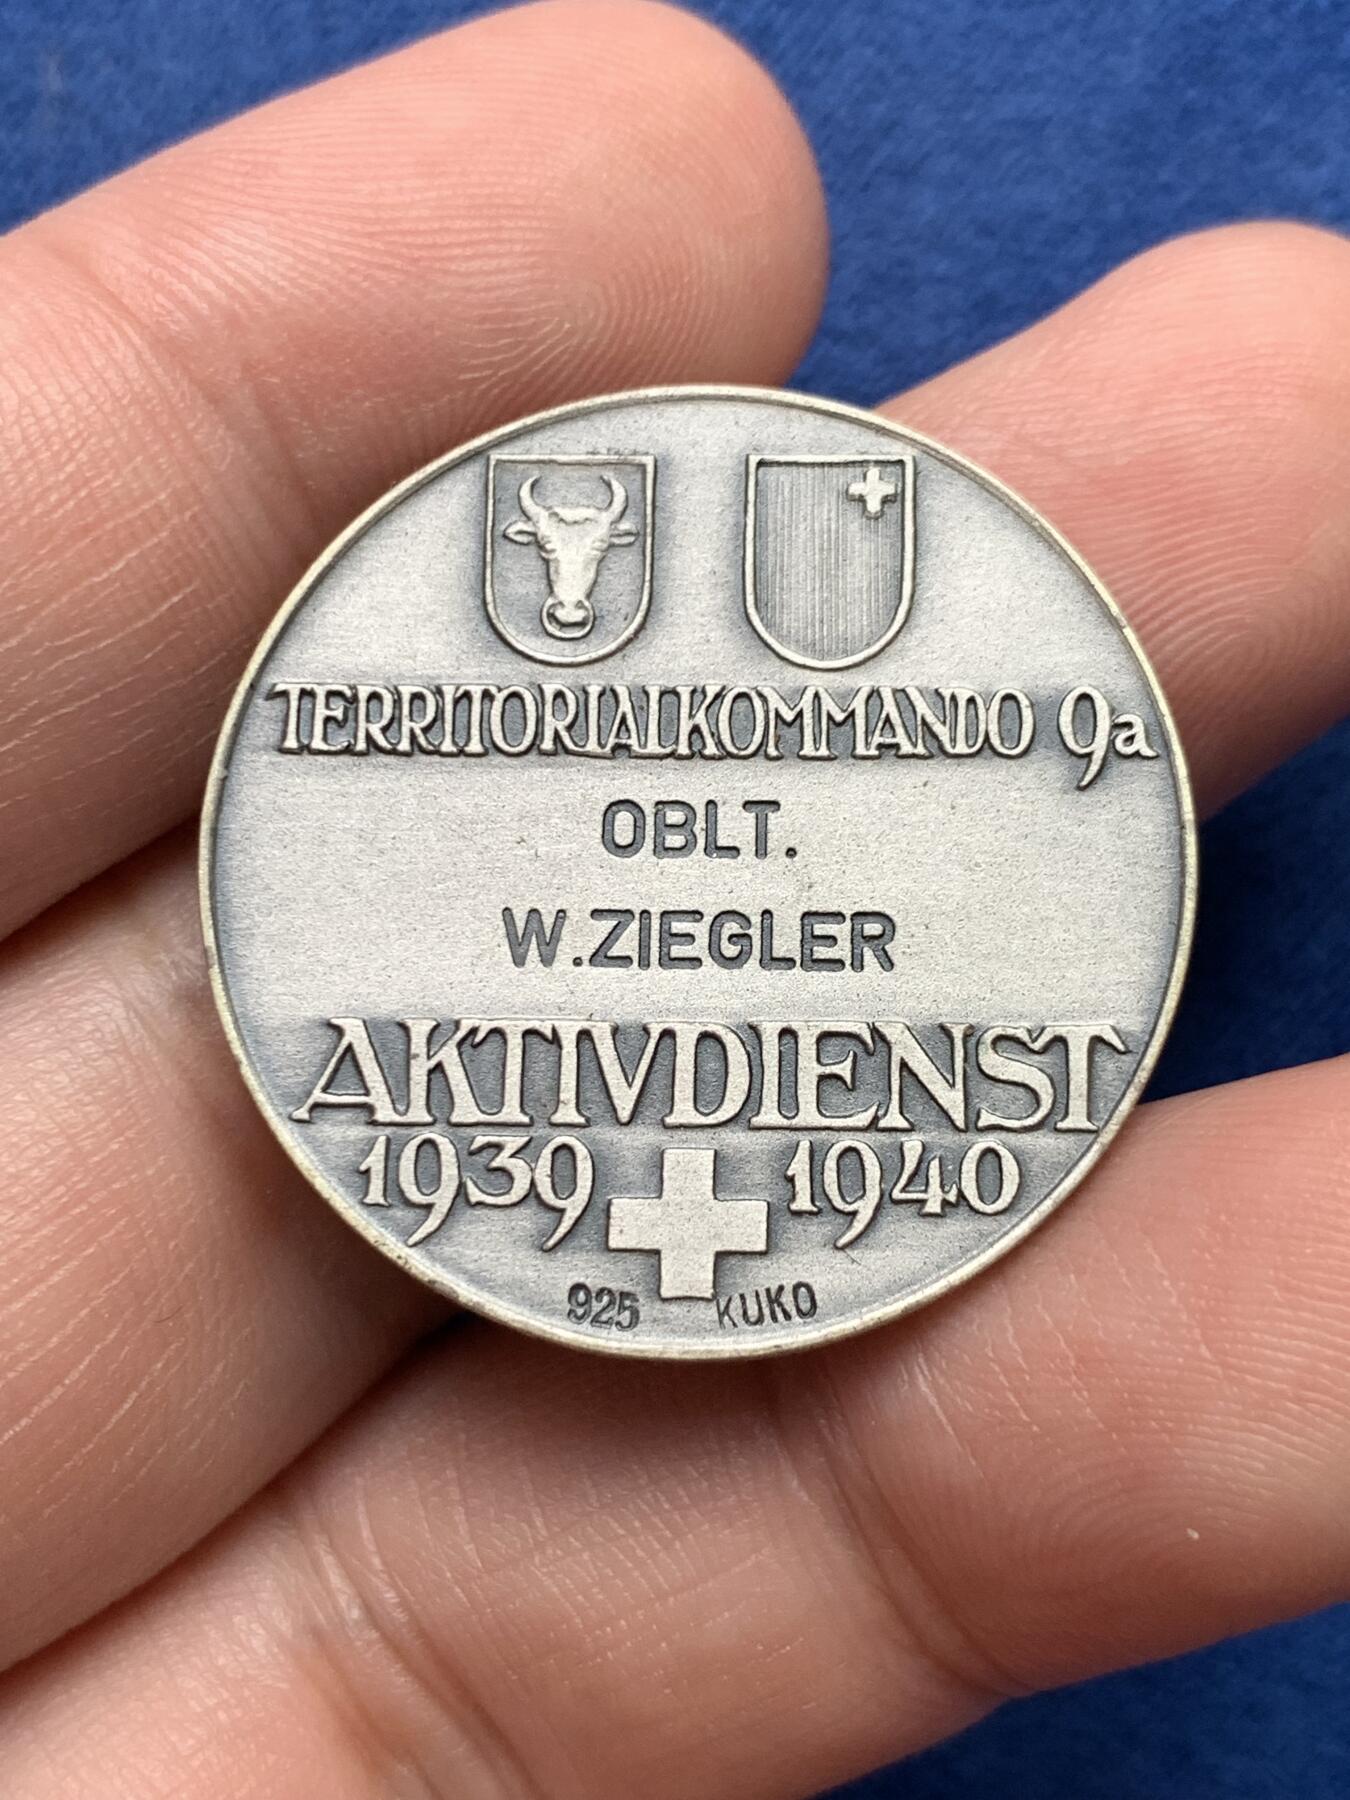 TERRITORIALKOMMANDO 9a
OBLT.
W.ZIEGLER
AKTIVDIENST
1939 1940
925 KUKO